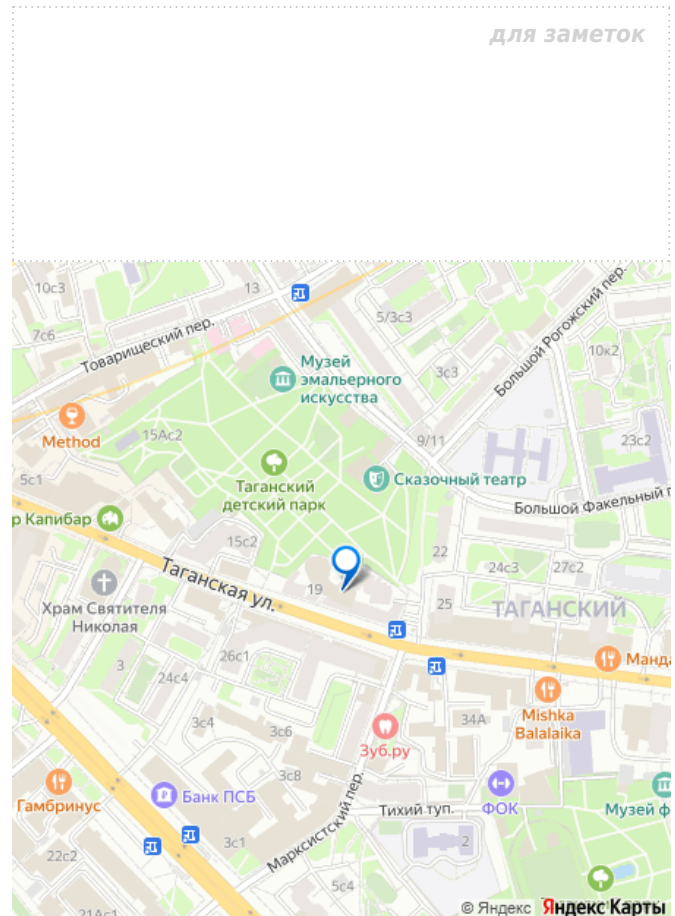 для заметок
10с3
13
7с6
Товарищеский пер.
5/3с3
Большой Рогожский пер.
10к2
Музей
эмальерного
искусства
3с3
Method
15Ас2
9/11
23с2
5с1
Таганский
детский парк
Сказочный театр
р Капибар
Большой Факельный п
15с2
22
Таганская ул.
19
24с3
27с2
Храм Святителя
Николая
25
ТАГАНСКИЙ
26с1
3
24с4
Манда
3с4
3с6
34А
Mishka
Balalaika
Зуб.ру
3с8
Гамбринус
Банк ПСБ
Марксистский пер.
Тихий туп.
ФОК
Музей ф
3с1
2
22с2
5с4
21Ас1
© Яндекс Яндекс Карты